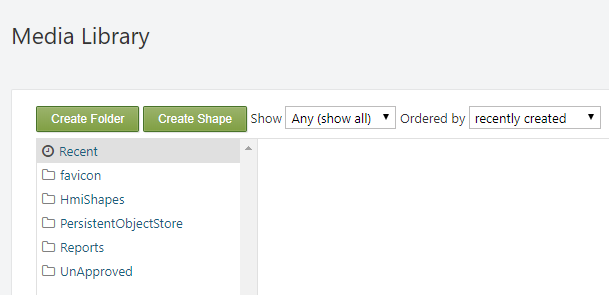 Media Library
Create Folder Create Shape Show Any (show all) Ordered by recently created
Recent
favicon
HmiShapes
PersistentObjectStore
Reports
UnApproved